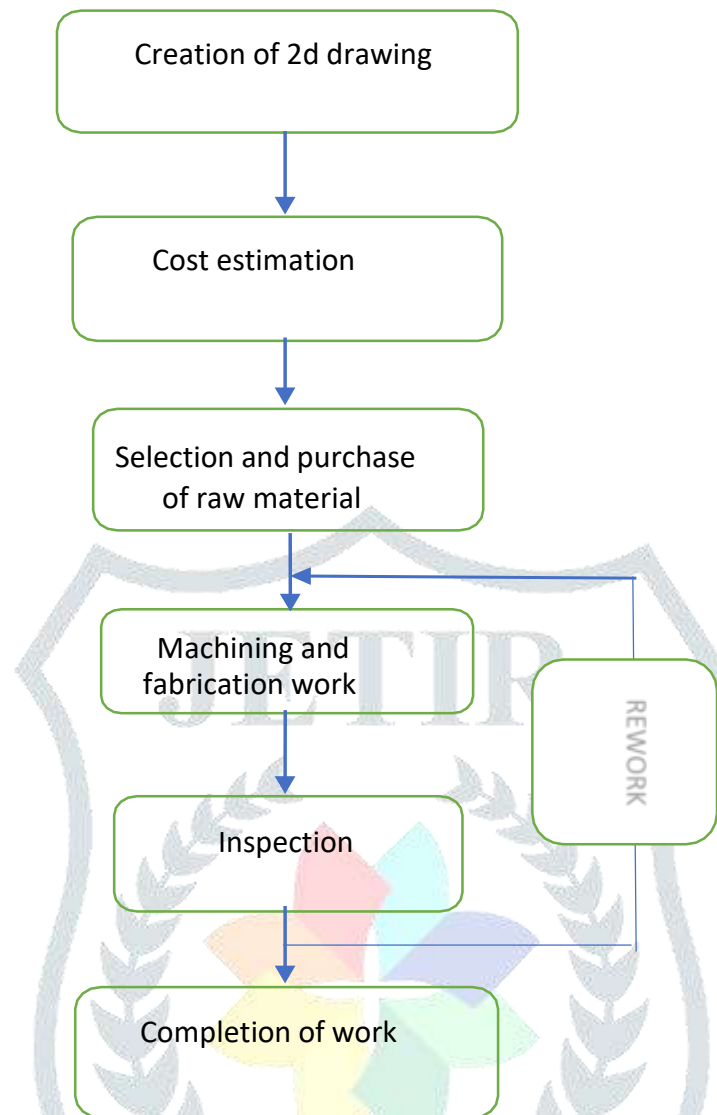 Creation of 2d drawing
Cost estimation
Selection and purchase
of raw material
JETIR
Machining and
fabrication work
REWORK
Inspection
Completion of work